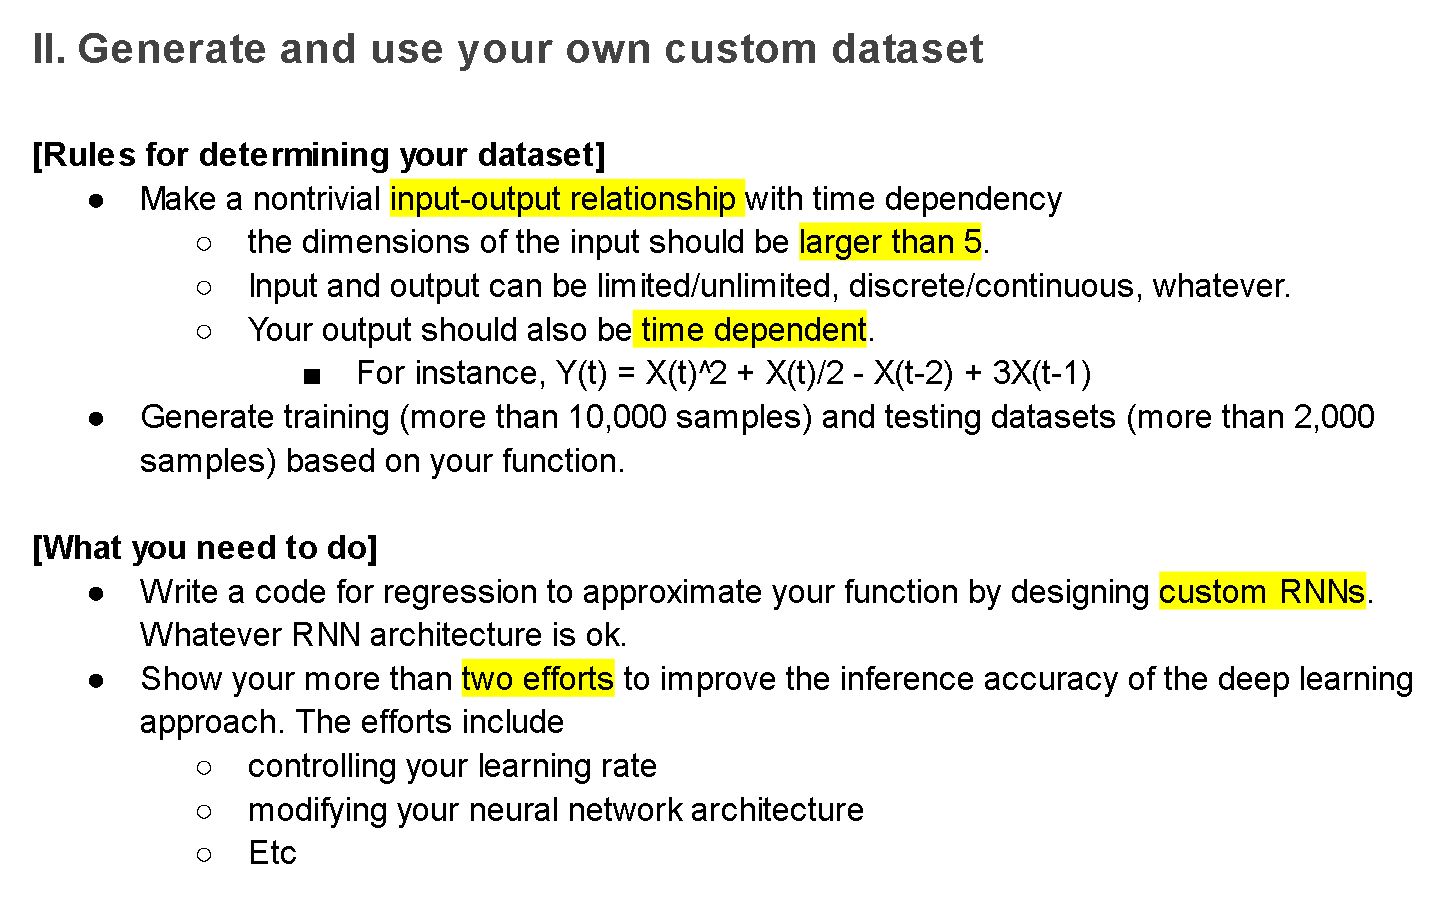 II. Generate and use your own custom dataset
[Rules for determining your dataset]
● Make a nontrivial input-output relationship with time dependency
○ the dimensions of the input should be larger than 5.
○ Input and output can be limited/unlimited, discrete/continuous, whatever.
○ Your output should also be time dependent.
■ For instance, Y(t) = X(t)^2 + X(t)/2 - X(t-2) + 3X(t-1)
● Generate training (more than 10,000 samples) and testing datasets (more than 2,000
samples) based on your function.
[What you need to do]
● Write a code for regression to approximate your function by designing custom RNNs.
Whatever RNN architecture is ok.
● Show your more than two efforts to improve the inference accuracy of the deep learning
approach. The efforts include
○ controlling your learning rate
○ modifying your neural network architecture
○ Etc